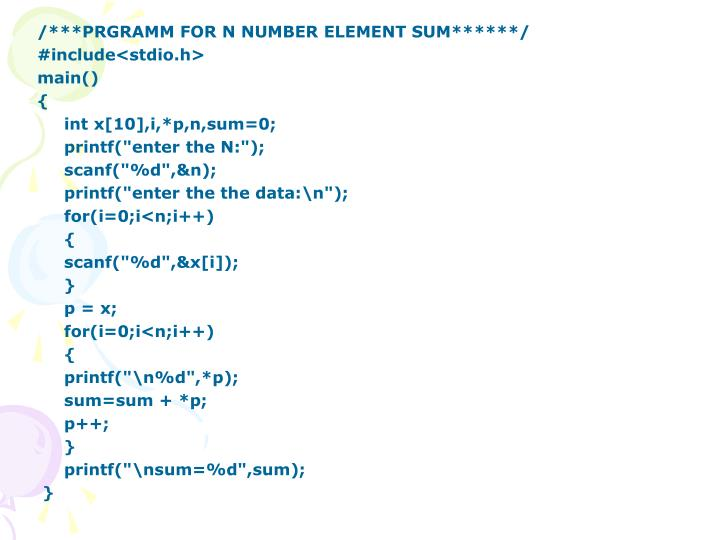 /***PRGRAMM FOR N NUMBER ELEMENT SUM******/
#include<stdio.h>
main()
{
int x[10],i,*p,n,sum=0;
printf("enter the N:");
scanf("%d",&n);
printf("enter the the data:\n");
for(i=0;i<n;i++)
{
scanf("%d",&x[i]);
}
p = x;
for(i=0;i<n;i++)
{
printf("\n%d",*p);
sum=sum + *p;
p++;
}
printf("\nsum=%d",sum);
}